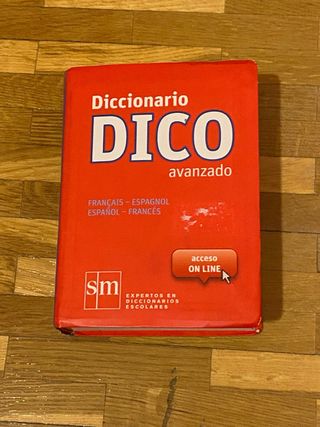 Diccionario
DICO
avanzado
FRANÇAIS – ESPAGNOL
ESPAÑOL – FRANCÉS
acceso
ON LINE
sm
EXPERTOS EN
DICCIONARIOS
ESCOLARES